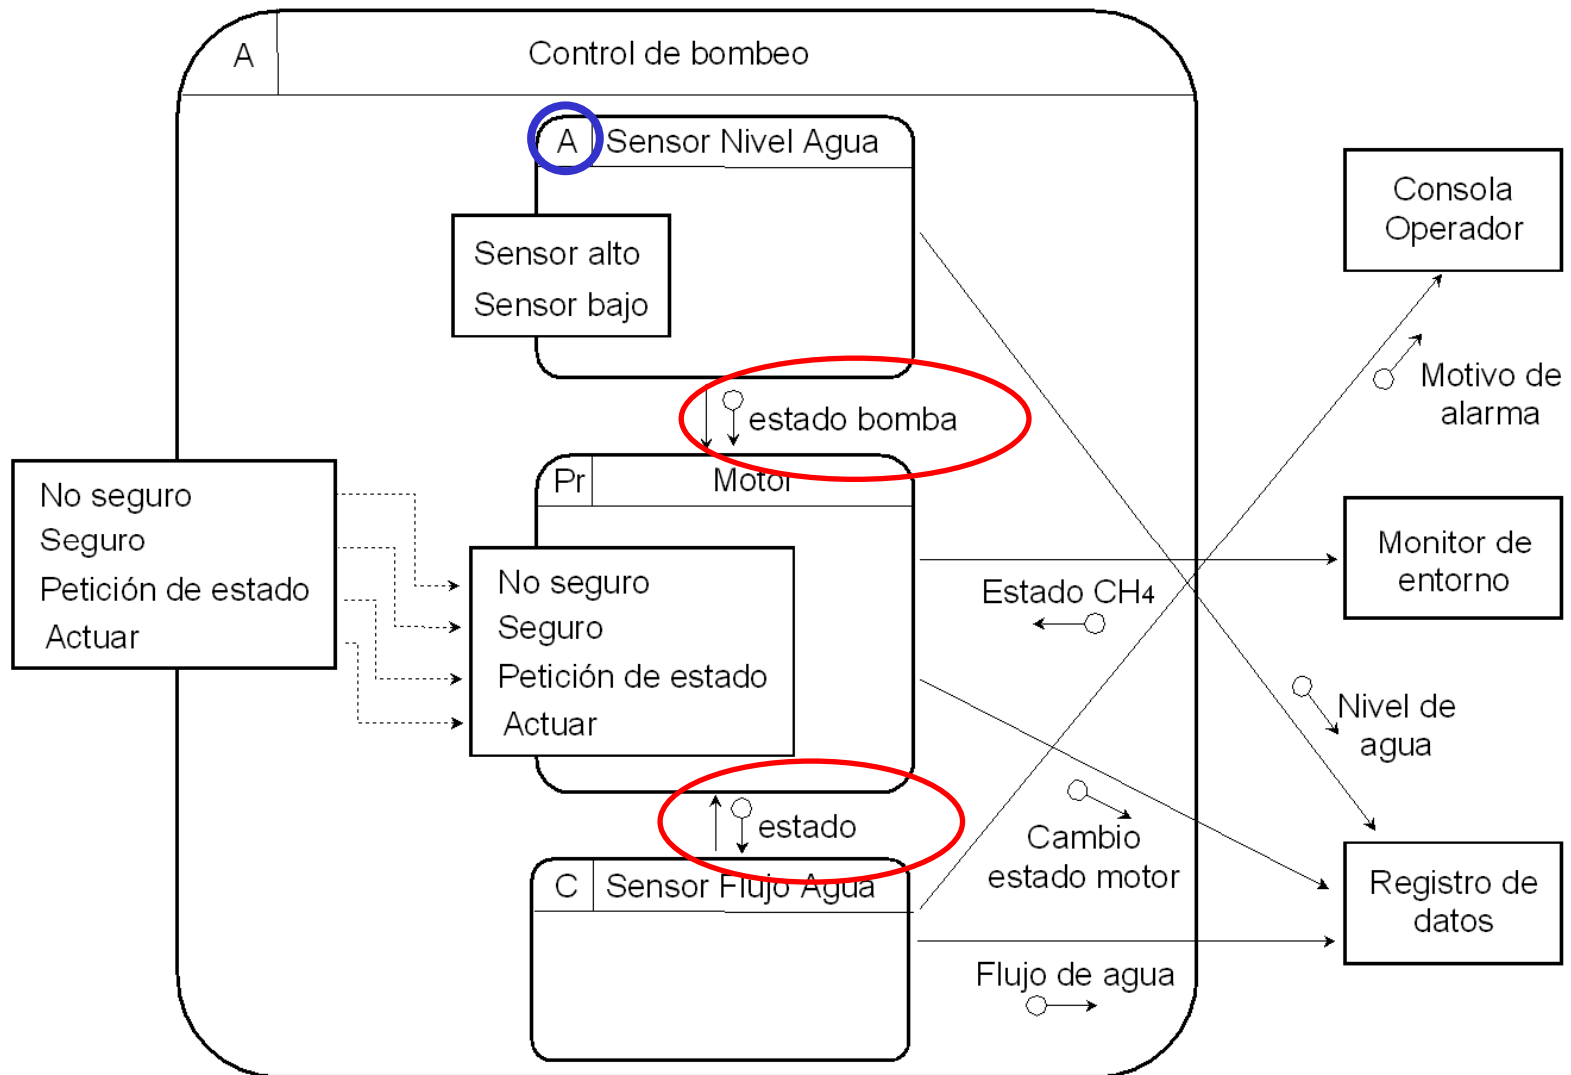 A
Control de bombeo
A
Sensor Nivel Agua
Sensor alto
Sensor bajo
estado bomba
No seguro
Seguro
Petición de estado
Actuar
Pr
Motor
No seguro
Seguro
Petición de estado
Actuar
estado
C
Sensor Flujo Agua
Consola
Operador
Motivo de
alarma
Monitor de
entorno
Estado CH4
Nivel de
agua
Cambio
estado motor
Registro de
datos
Flujo de agua